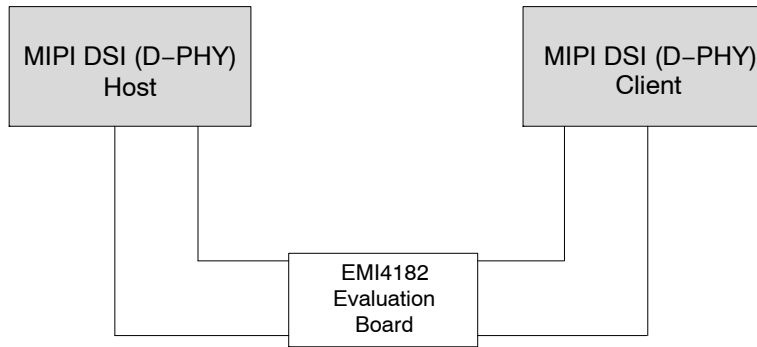 MIPI DSI (D−PHY)
Host
MIPI DSI (D−PHY)
Client
EMI4182
Evaluation
Board